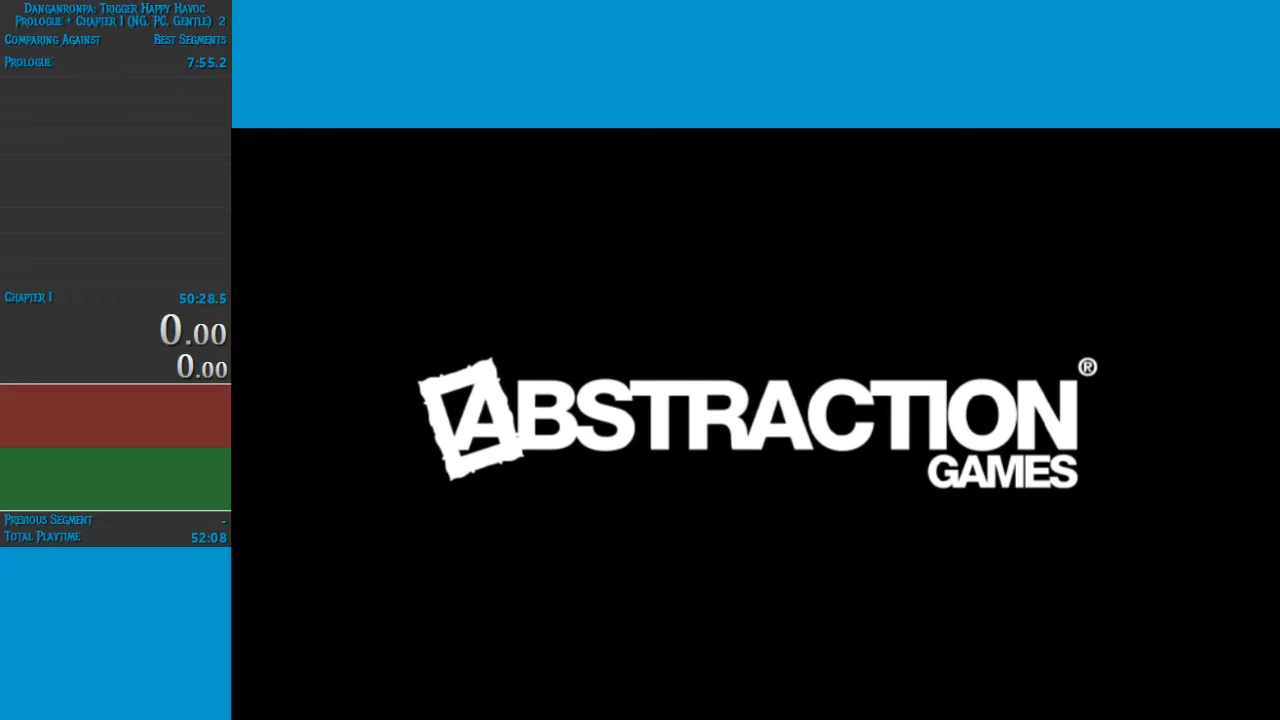 Danganronpa: Trigger Happy Havoc
Prologue + Chapter 1 (NG, PC, Gentle) 2
Comparing Against Best Segments
Prologue 7:55.2
Chapter 1 50:28.5
0.00
0.00
Previous Segment -
Total Playtime 52:08
ABSTRACTION®
GAMES